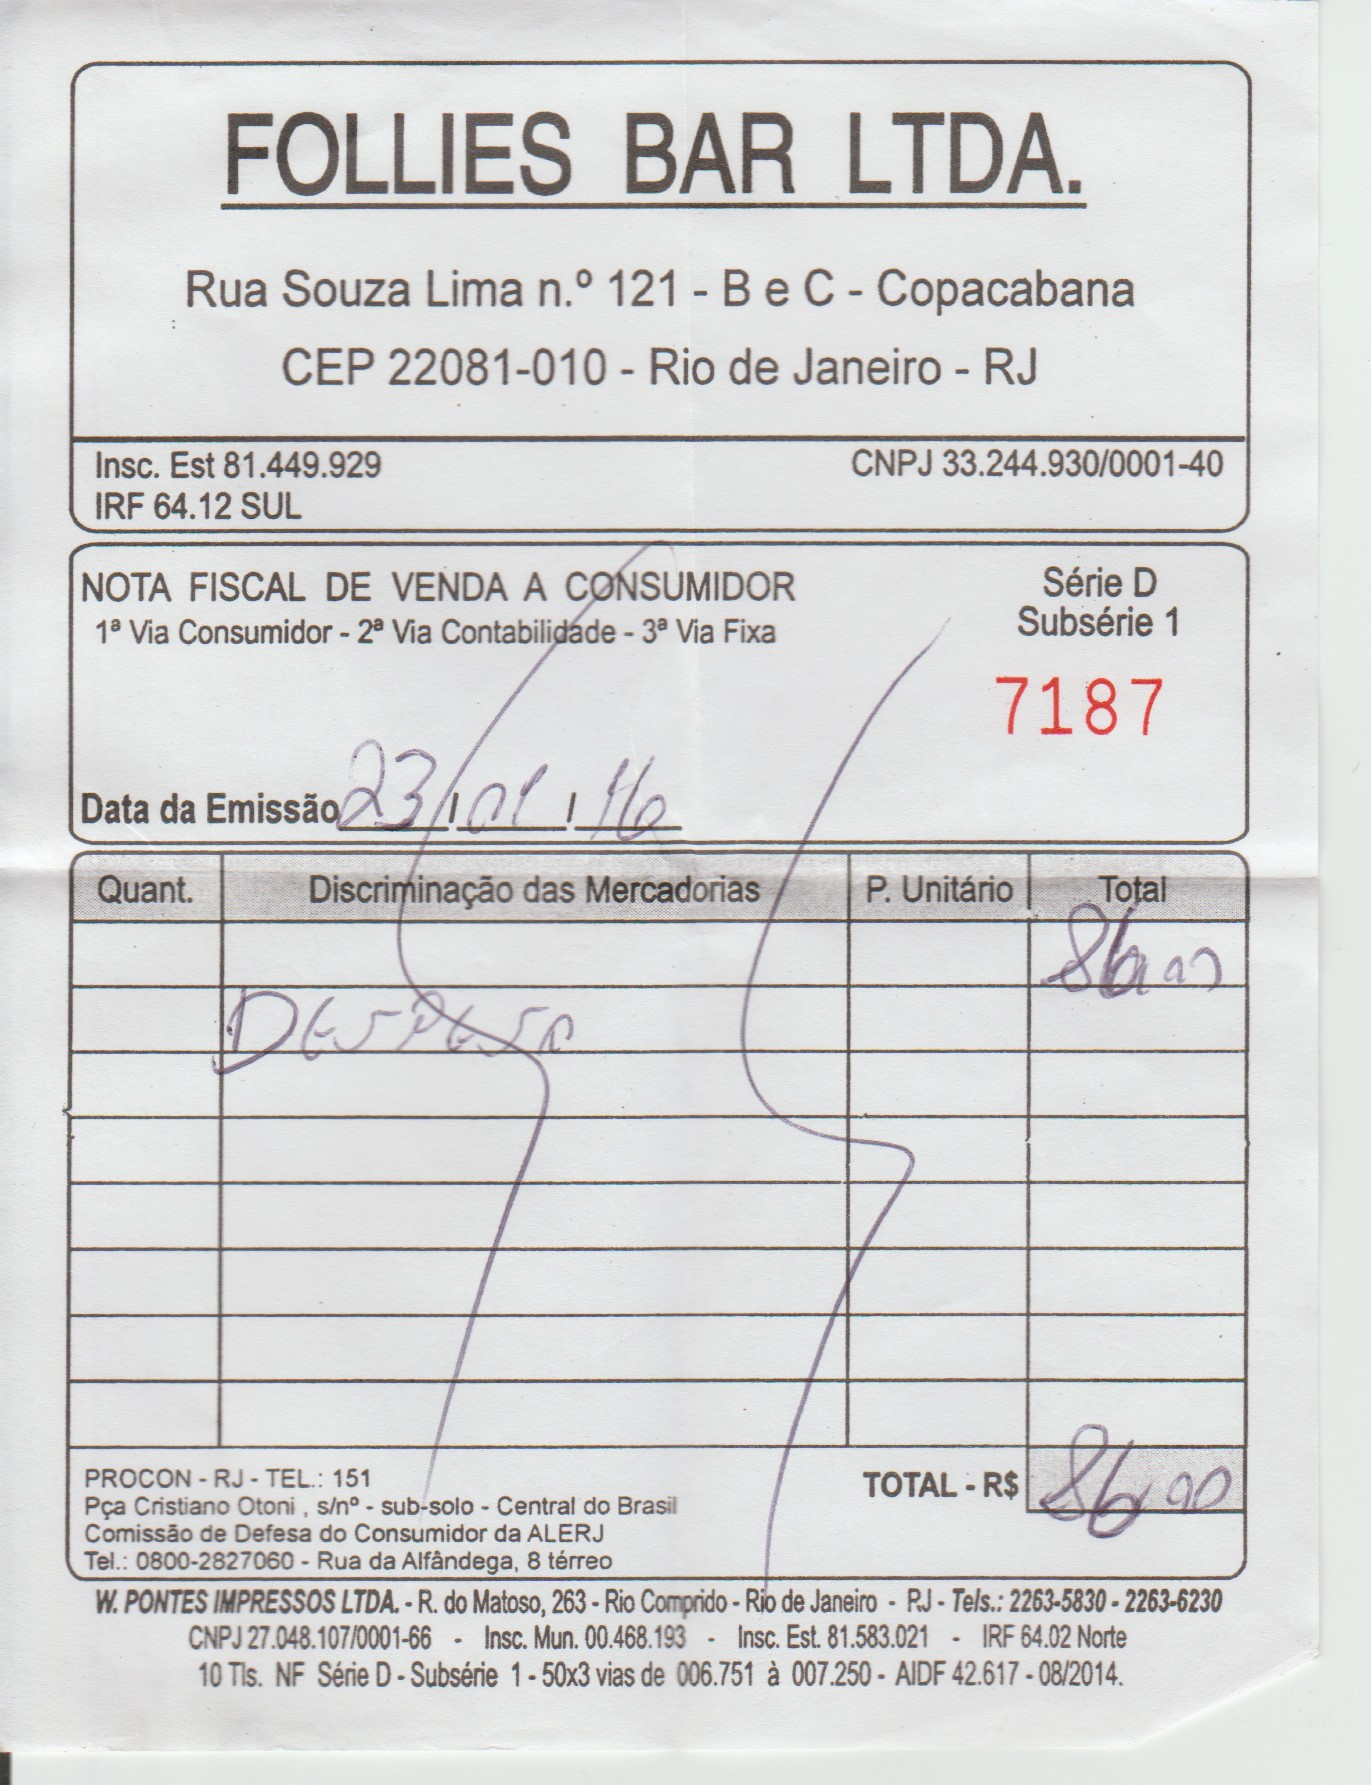 FOLLIES BAR LTDA.
Rua Souza Lima n.º 121 - B e C - Copacabana
CEP 22081-010 - Rio de Janeiro - RJ
Insc. Est 81.449.929
CNPJ 33.244.930/0001-40
IRF 64.12 SUL
NOTA FISCAL DE VENDA A CONSUMIDOR
1ª Via Consumidor - 2ª Via Contabilidade - 3ª Via Fixa
Série D
Subsérie 1
7187
Data da Emissão 23/01/16
Quant. Discriminação das Mercadorias P. Unitário Total
86,00
DESPESA
PROCON - RJ - TEL.: 151
Pça Cristiano Otoni , s/nº - sub-solo - Central do Brasil
Comissão de Defesa do Consumidor da ALERJ
Tel.: 0800-2827060 - Rua da Alfândega, 8 térreo
TOTAL - R$ 86,00
W. PONTES IMPRESSOS LTDA. - R. do Matoso, 263 - Rio Comprido - Rio de Janeiro - RJ - Tels.: 2263-5830 - 2263-6230
CNPJ 27.048.107/0001-66 - Insc. Mun. 00.468.193 - Insc. Est. 81.583.021 - IRF 64.02 Norte
10 Tls. NF Série D - Subsérie 1 - 50x3 vias de 006.751 à 007.250 - AIDF 42.617 - 08/2014.